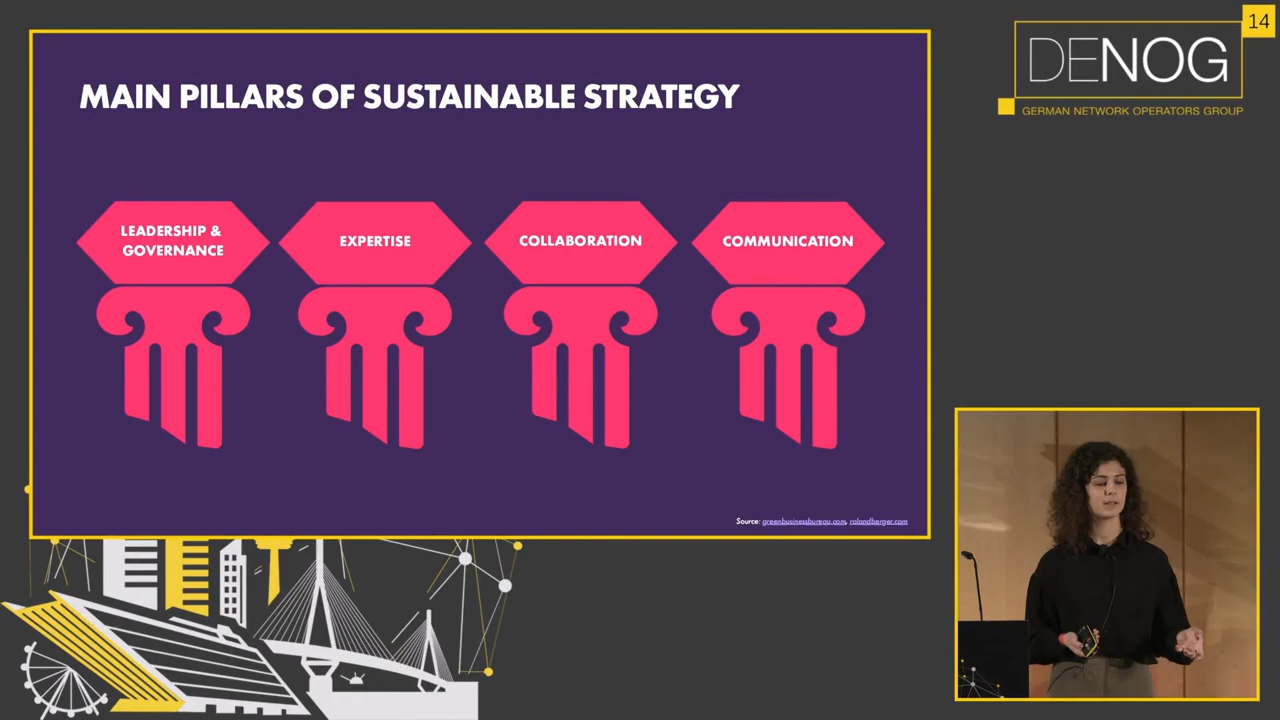 MAIN PILLARS OF SUSTAINABLE STRATEGY
LEADERSHIP &
GOVERNANCE
EXPERTISE
COLLABORATION
COMMUNICATION
Source: greenbusinessbureau.com, rolandberger.com
14
DENOG
GERMAN NETWORK OPERATORS GROUP